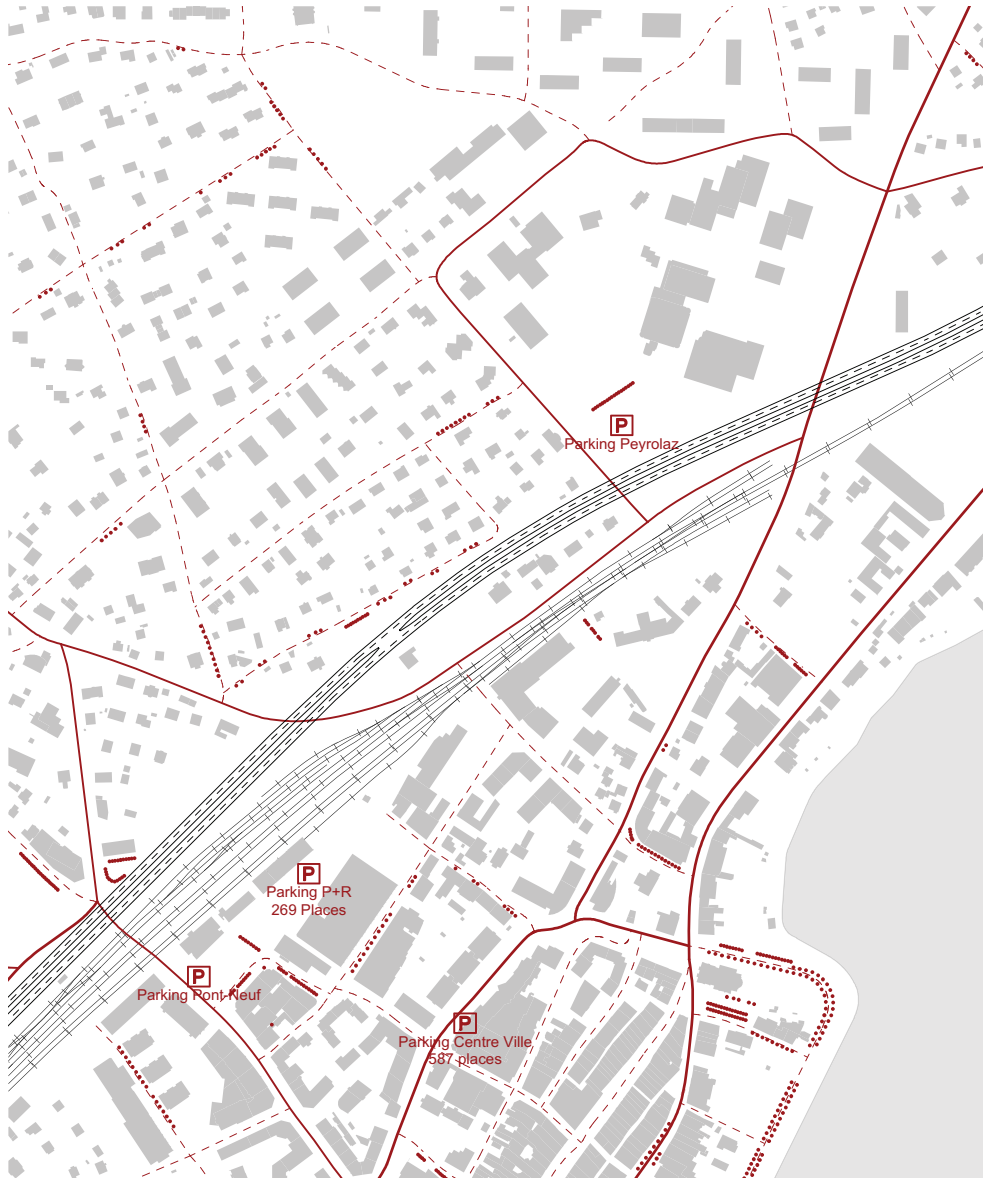 P
Parking Peyrolaz
P
Parking P+R
269 Places
P
Parking Pont-Neuf
P
Parking Centre Ville
587 places